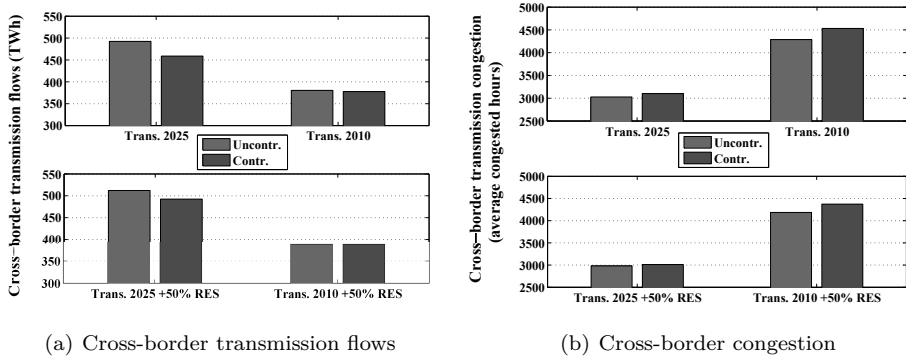 Cross-border transmission flows (TWh)
550
500
450
400
350
300
Trans. 2025 Trans. 2010
Uncontr.
Contr.
550
500
450
400
350
300
Trans. 2025 +50% RES Trans. 2010 +50% RES
(a) Cross-border transmission flows
Cross-border transmission congestion
(average congested hours)
5000
4500
4000
3500
3000
2500
Trans. 2025 Trans. 2010
Uncontr.
Contr.
5000
4500
4000
3500
3000
2500
Trans. 2025 +50% RES Trans. 2010 +50% RES
(b) Cross-border congestion